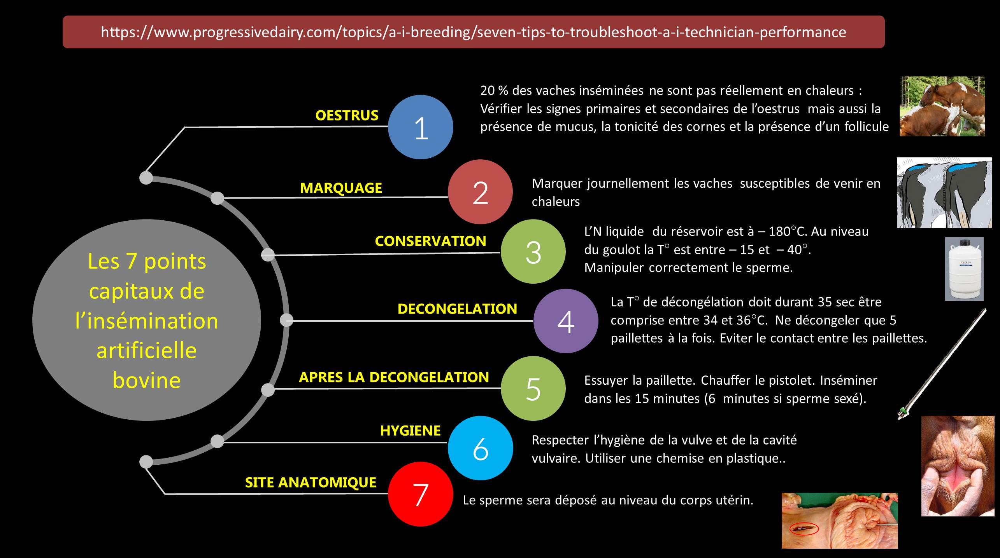 https://www.progressivedairy.com/topics/a-i-breeding/seven-tips-to-troubleshoot-a-i-technician-performance
Les 7 points
capitaux de
l’insémination
artificielle
bovine
OESTRUS
1
20 % des vaches inséminées ne sont pas réellement en chaleurs :
Vérifier les signes primaires et secondaires de l’oestrus mais aussi la
présence de mucus, la tonicité des cornes et la présence d’un follicule
MARQUAGE
2
Marquer journellement les vaches susceptibles de venir en
chaleurs
CONSERVATION
3
L’N liquide du réservoir est à – 180°C. Au niveau
du goulot la T° est entre – 15 et – 40°.
Manipuler correctement le sperme.
YDS-30
DECONGELATION
4
La T° de décongélation doit durant 35 sec être
comprise entre 34 et 36°C. Ne décongeler que 5
paillettes à la fois. Eviter le contact entre les paillettes.
APRES LA DECONGELATION
5
Essuyer la paillette. Chauffer le pistolet. Inséminer
dans les 15 minutes (6 minutes si sperme sexé).
HYGIENE
6
Respecter l’hygiène de la vulve et de la cavité
vulvaire. Utiliser une chemise en plastique..
SITE ANATOMIQUE
7
Le sperme sera déposé au niveau du corps utérin.